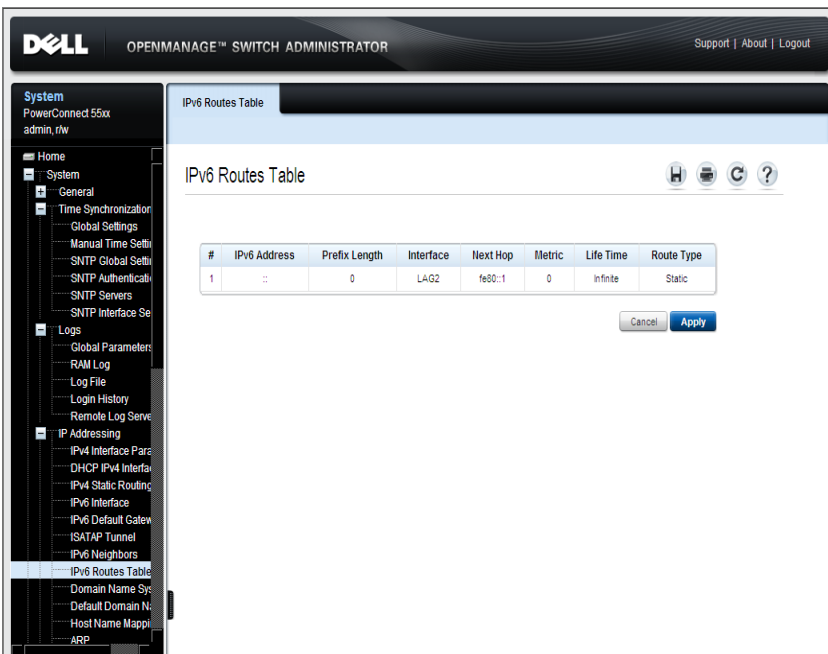 DELL OPENMANAGE™ SWITCH ADMINISTRATOR Support | About | Logout
System
PowerConnect 55xx
admin, r/w
IPv6 Routes Table
Home
System
General
Time Synchronization
Global Settings
Manual Time Settin
SNTP Global Settin
SNTP Authenticatio
SNTP Servers
SNTP Interface Se
Logs
Global Parameters
RAM Log
Log File
Login History
Remote Log Serve
IP Addressing
IPv4 Interface Para
DHCP IPv4 Interfac
IPv4 Static Routing
IPv6 Interface
IPv6 Default Gatew
ISATAP Tunnel
IPv6 Neighbors
IPv6 Routes Table
Domain Name Sys
Default Domain Na
Host Name Mappi
ARP
IPv6 Routes Table
# IPv6 Address Prefix Length Interface Next Hop Metric Life Time Route Type
1 :: 0 LAG2 fe80::1 0 Infinite Static
Cancel Apply